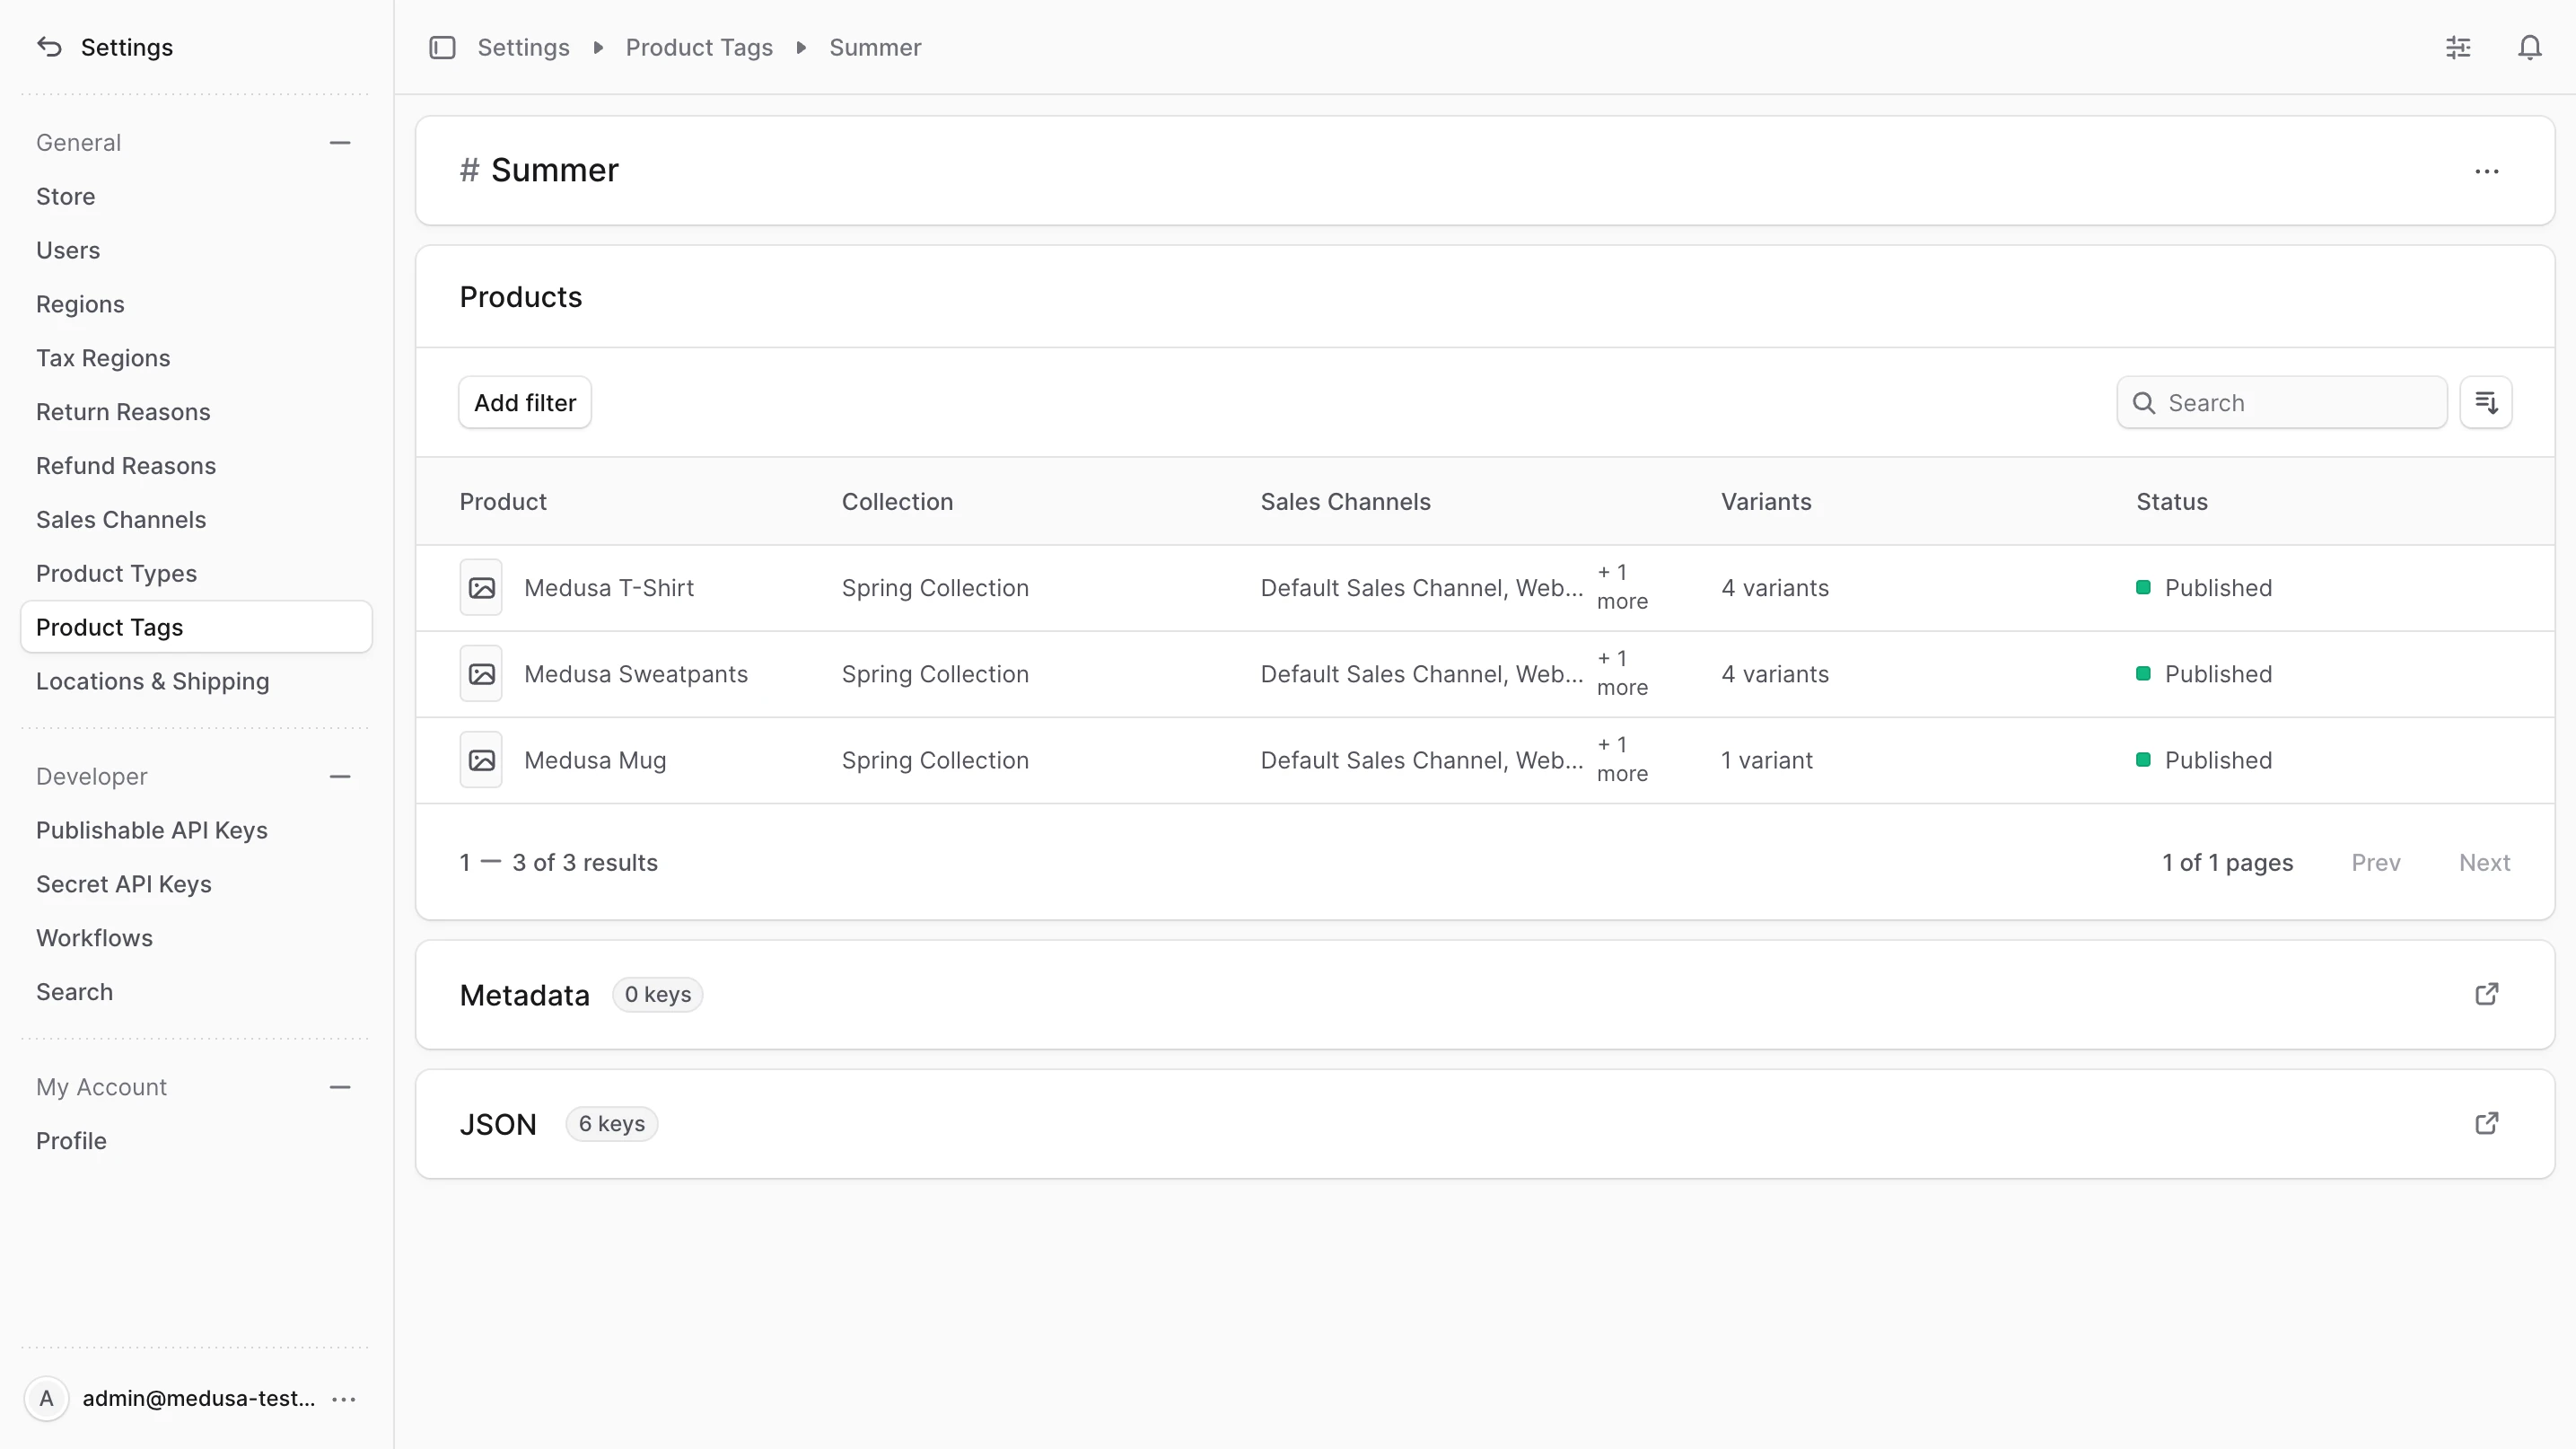 Settings
General
Store
Users
Regions
Tax Regions
Return Reasons
Refund Reasons
Sales Channels
Product Types
Product Tags
Locations & Shipping
Developer
Publishable API Keys
Secret API Keys
Workflows
Search
My Account
Profile
A admin@medusa-test...
Settings Product Tags Summer
# Summer
Products
Add filter Search
Product Collection Sales Channels Variants Status
Medusa T-Shirt Spring Collection Default Sales Channel, Web... + 1 more 4 variants Published
Medusa Sweatpants Spring Collection Default Sales Channel, Web... + 1 more 4 variants Published
Medusa Mug Spring Collection Default Sales Channel, Web... + 1 more 1 variant Published
1 — 3 of 3 results 1 of 1 pages Prev Next
Metadata 0 keys
JSON 6 keys